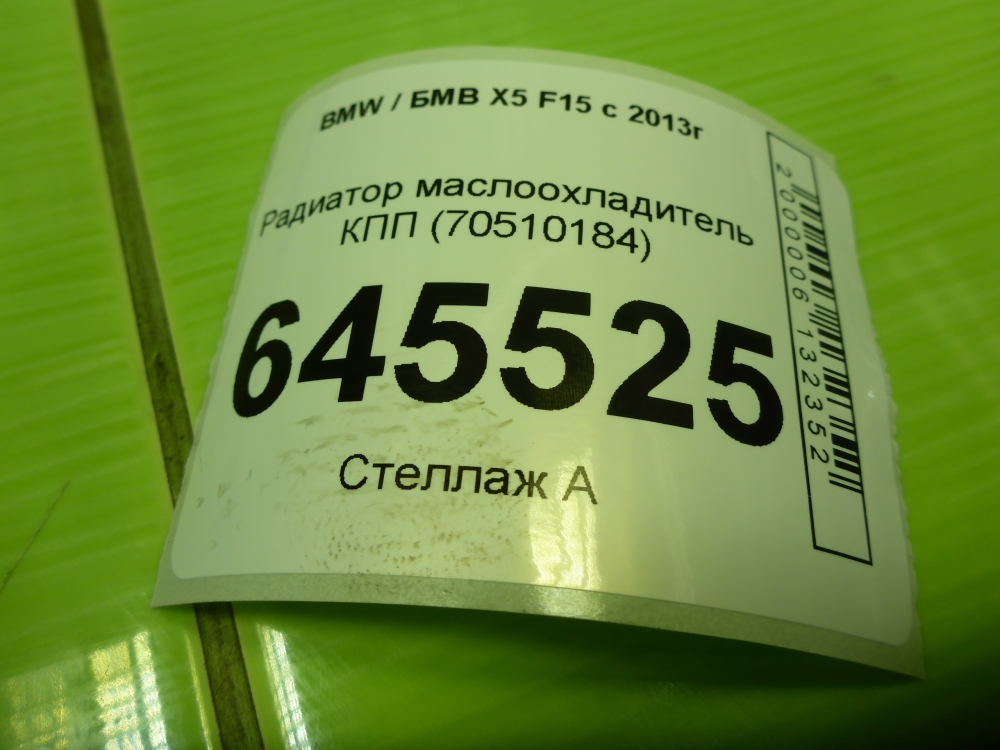 BMW / БМВ X5 F15 с 2013г
Радиатор маслоохладитель
КПП (70510184)
645525
Стеллаж А
2000006132352